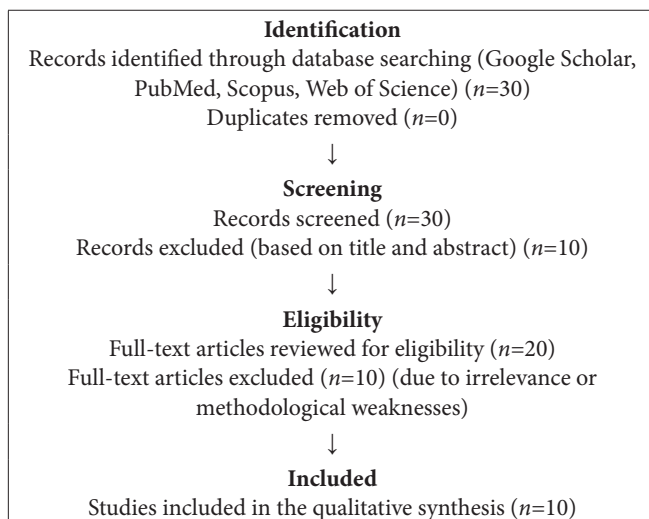 Identification
Records identified through database searching (Google Scholar,
PubMed, Scopus, Web of Science) (n=30)
Duplicates removed (n=0)
↓
Screening
Records screened (n=30)
Records excluded (based on title and abstract) (n=10)
↓
Eligibility
Full-text articles reviewed for eligibility (n=20)
Full-text articles excluded (n=10) (due to irrelevance or
methodological weaknesses)
↓
Included
Studies included in the qualitative synthesis (n=10)